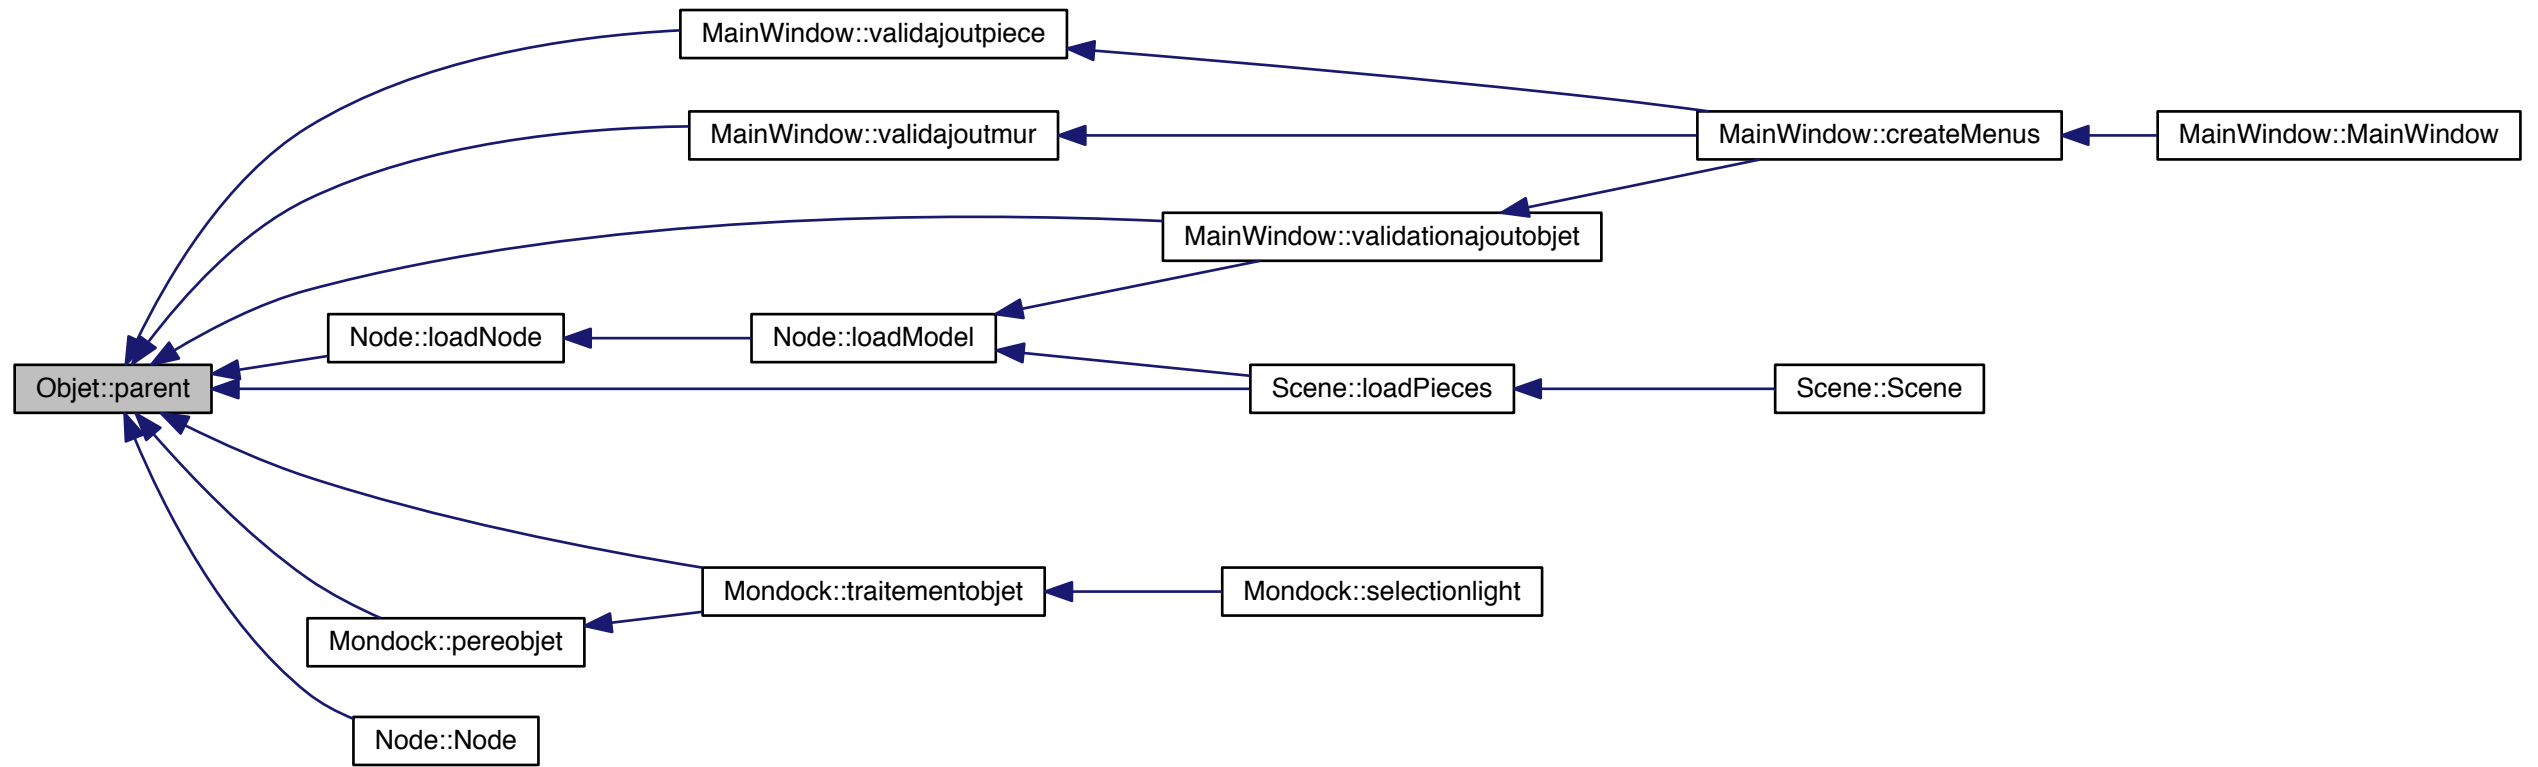 MainWindow::validajoutpiece
MainWindow::validajoutmur
MainWindow::createMenus
MainWindow::MainWindow
MainWindow::validationajoutobjet
Node::loadNode
Node::loadModel
Objet::parent
Scene::loadPieces
Scene::Scene
Mondock::traitementobjet
Mondock::selectionlight
Mondock::pereobjet
Node::Node